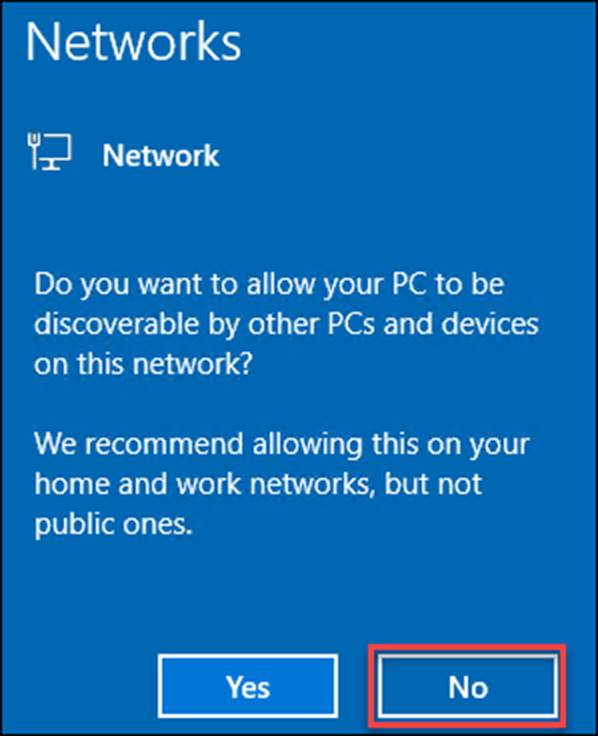 Networks
Network
Do you want to allow your PC to be
discoverable by other PCs and devices
on this network?
We recommend allowing this on your
home and work networks, but not
public ones.
Yes No